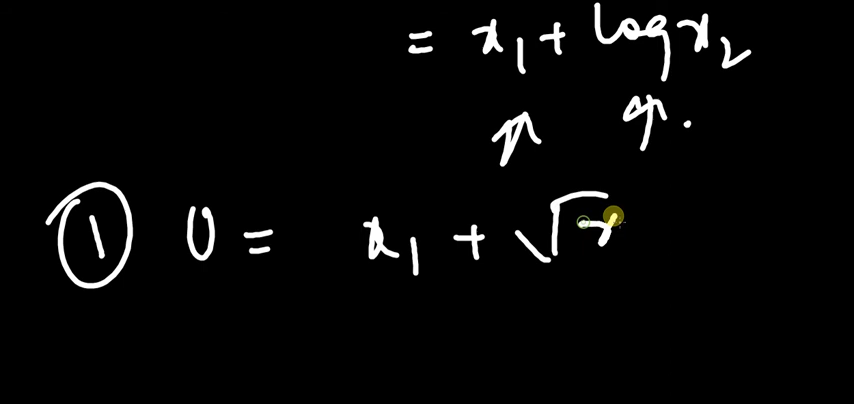 = x₁ + log x₂
↑ ↑ .
① U = x₁ + √x